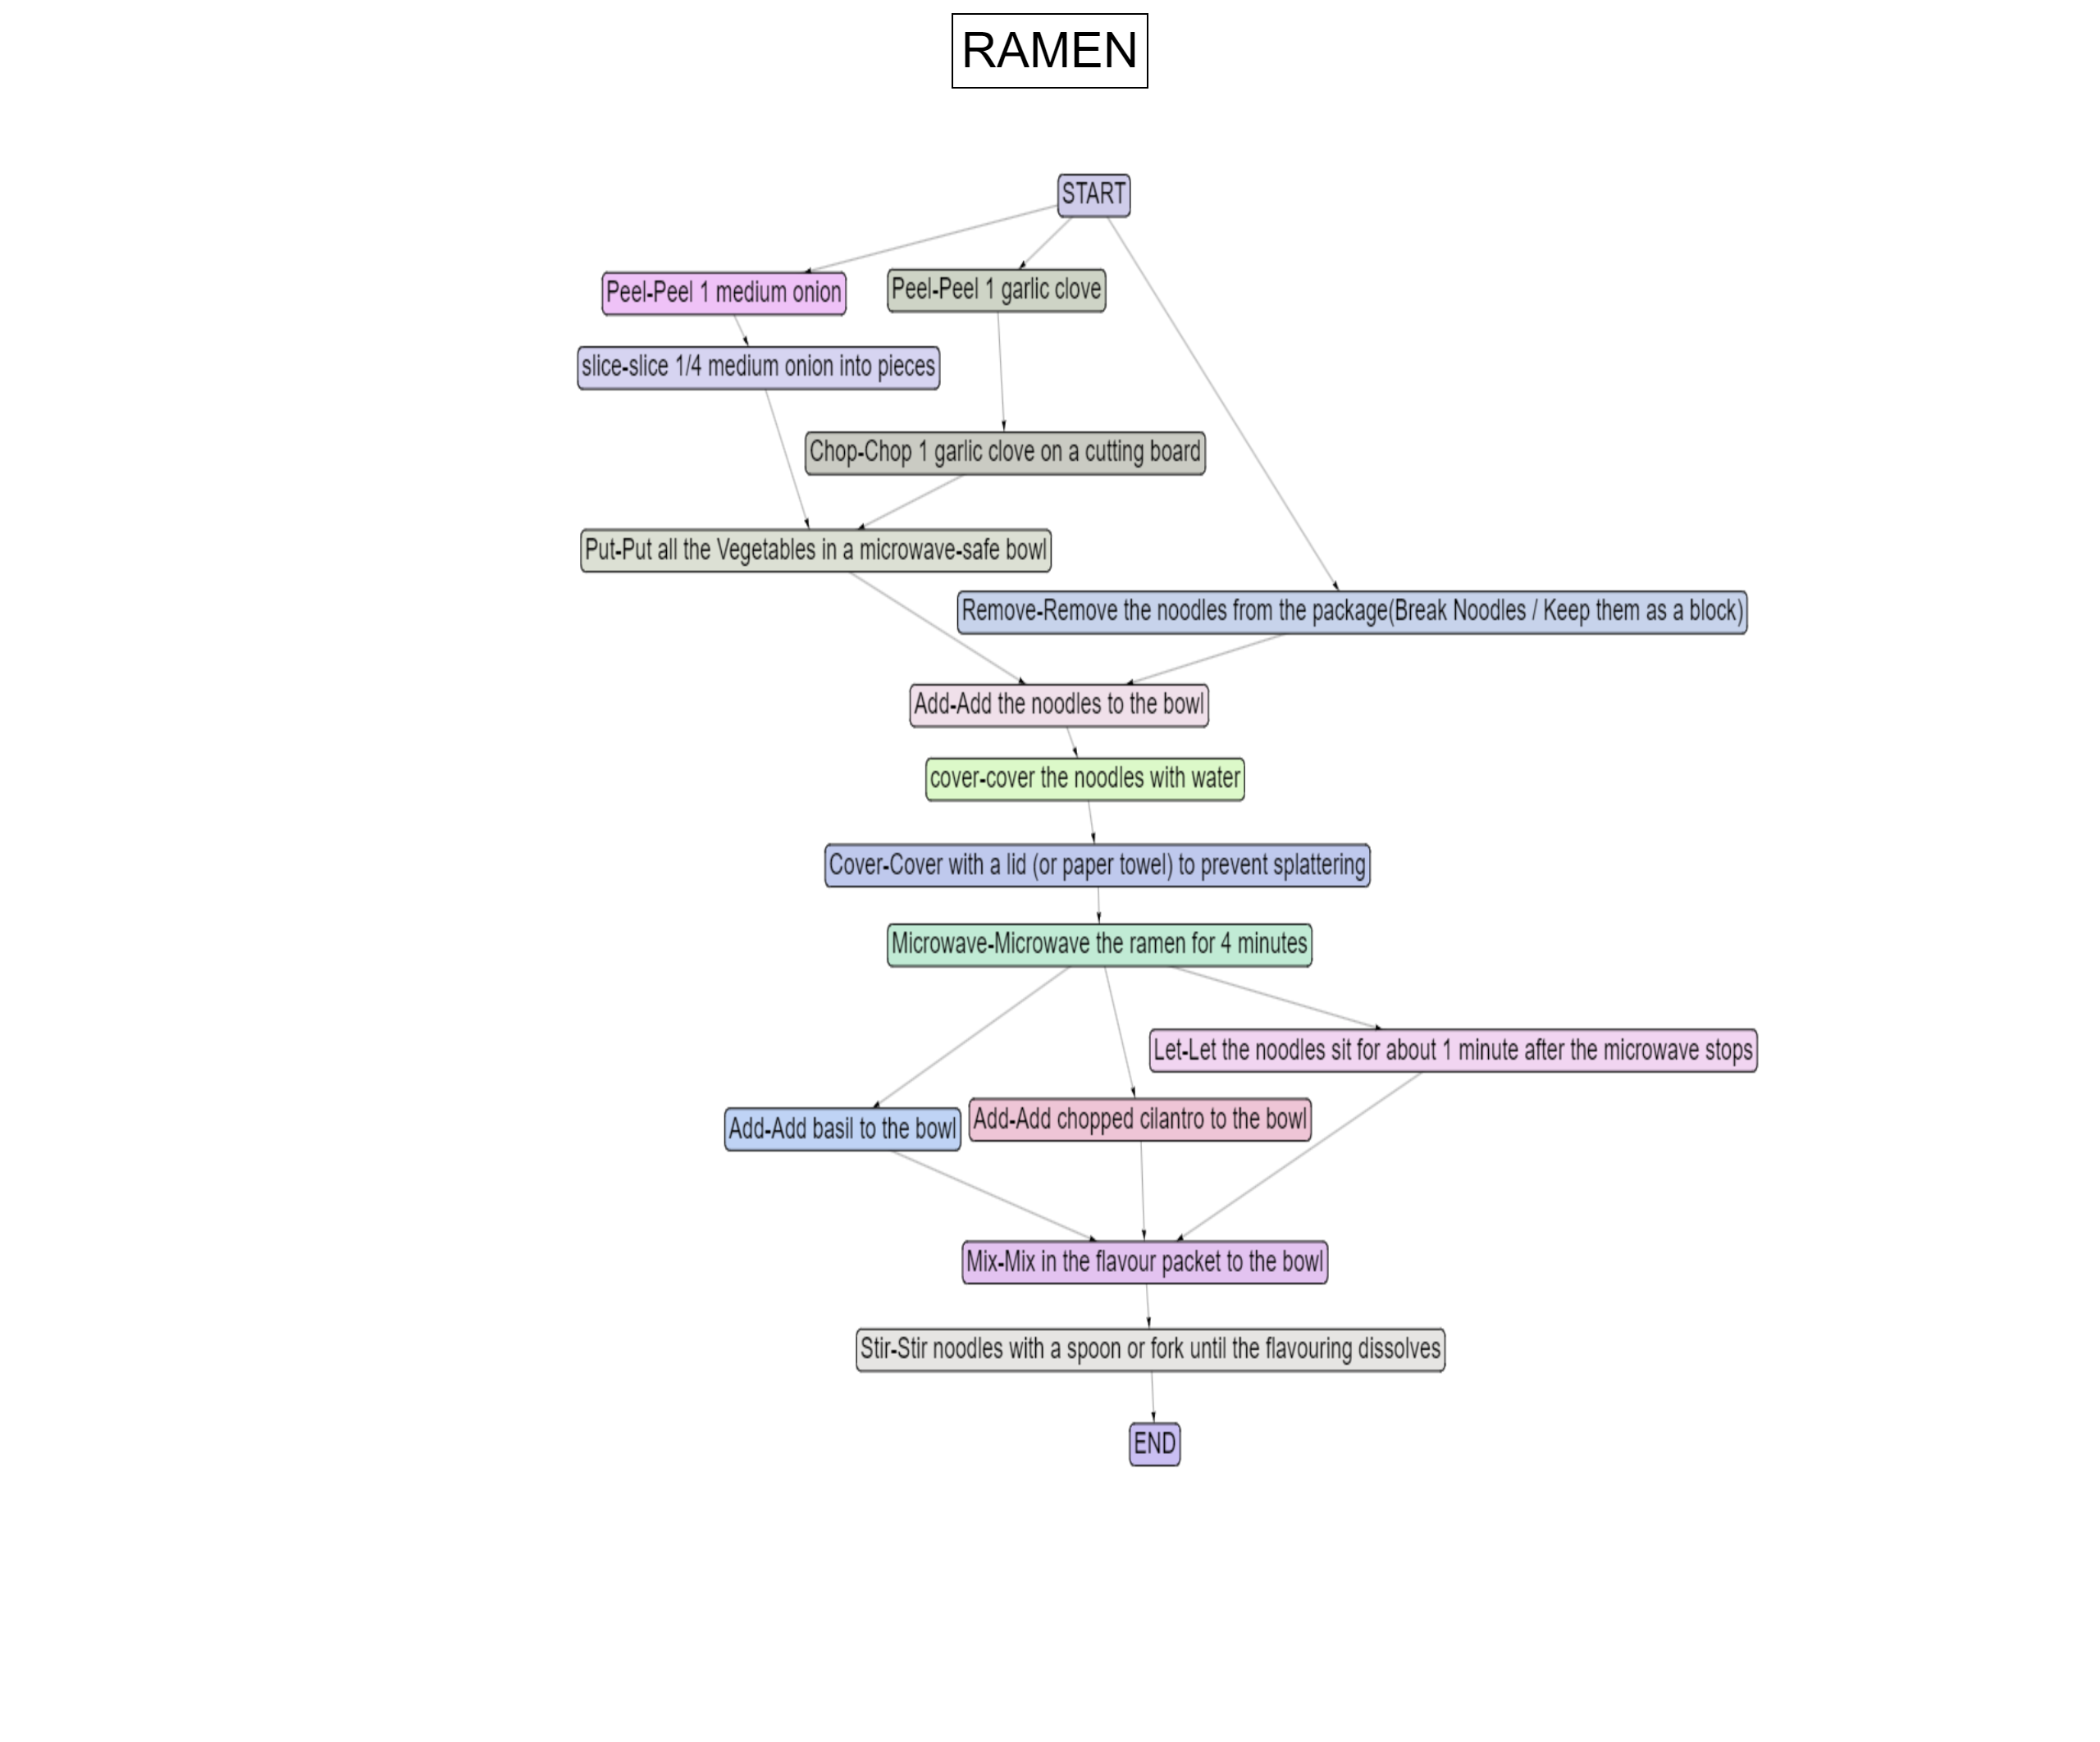 RAMEN
START
Peel-Peel 1 medium onion
Peel-Peel 1 garlic clove
slice-slice 1/4 medium onion into pieces
Chop-Chop 1 garlic clove on a cutting board
Put-Put all the Vegetables in a microwave-safe bowl
Remove-Remove the noodles from the package(Break Noodles / Keep them as a block)
Add-Add the noodles to the bowl
cover-cover the noodles with water
Cover-Cover with a lid (or paper towel) to prevent splattering
Microwave-Microwave the ramen for 4 minutes
Let-Let the noodles sit for about 1 minute after the microwave stops
Add-Add basil to the bowl
Add-Add chopped cilantro to the bowl
Mix-Mix in the flavour packet to the bowl
Stir-Stir noodles with a spoon or fork until the flavouring dissolves
END